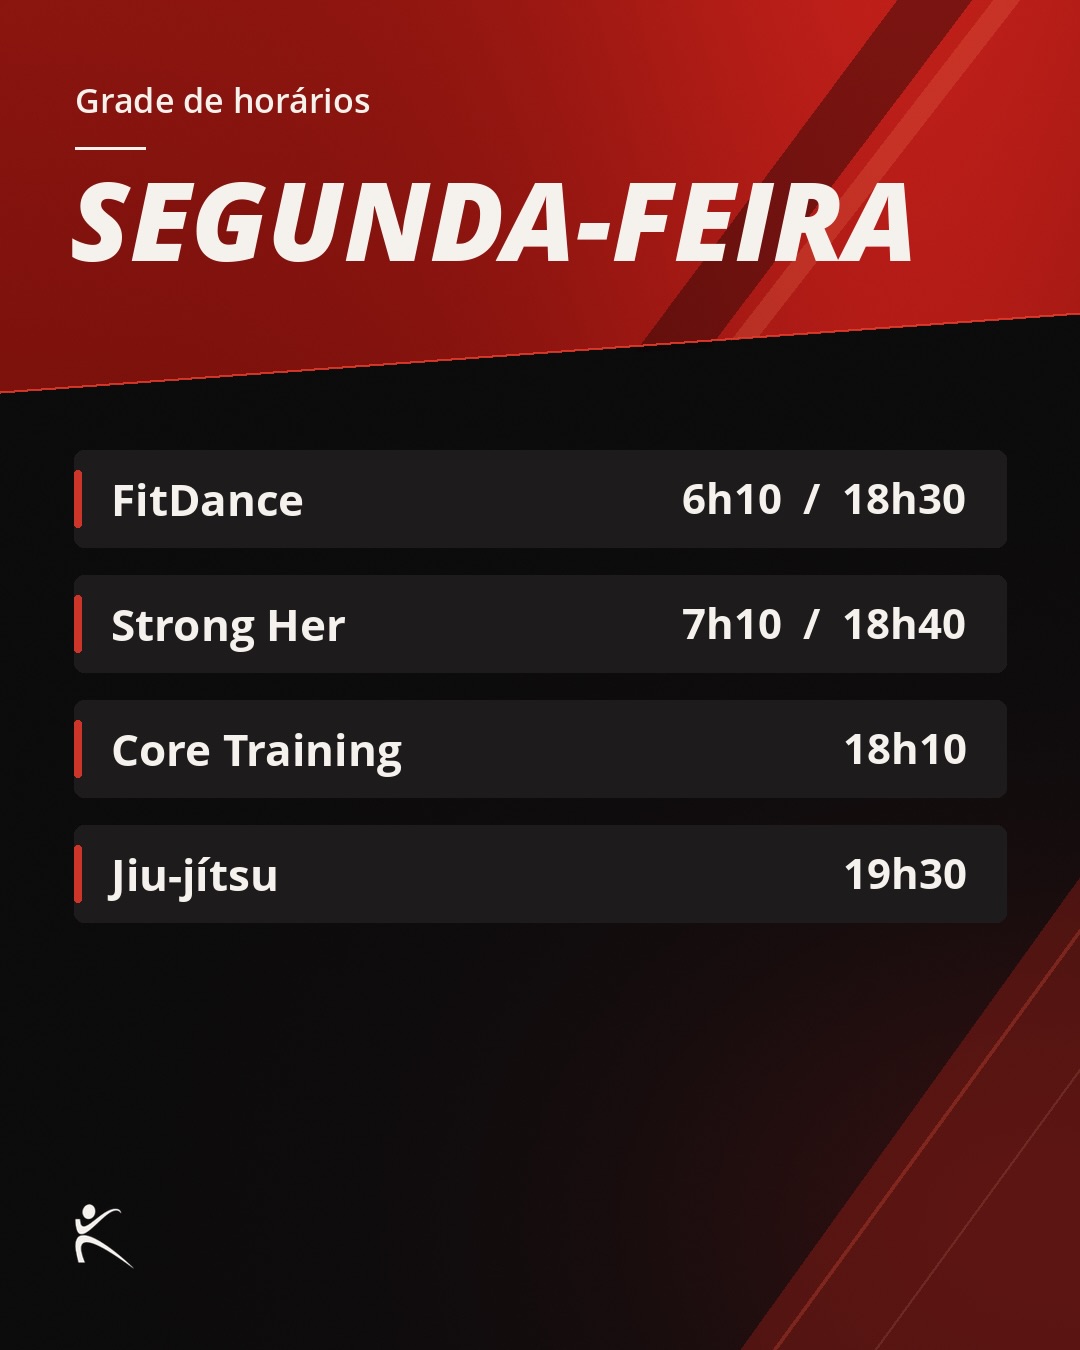 Grade de horários
SEGUNDA-FEIRA
FitDance 6h10 / 18h30
Strong Her 7h10 / 18h40
Core Training 18h10
Jiu-jítsu 19h30